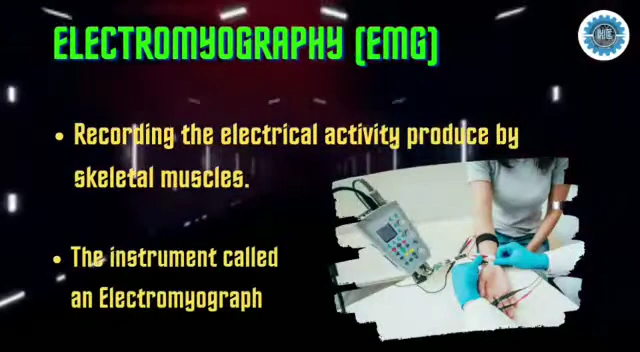 ELECTROMYOGRAPHY (EMG)
• Recording the electrical activity produce by
skeletal muscles.
• The instrument called
an Electromyograph